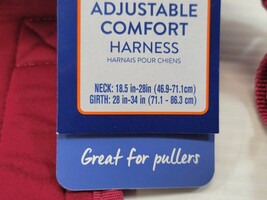 ADJUSTABLE
COMFORT
HARNESS
HARNAIS POUR CHIENS
NECK: 18.5 in-28in (46.9-71.1cm)
GIRTH: 28 in-34 in (71.1 - 86.3 cm)
Great for pullers